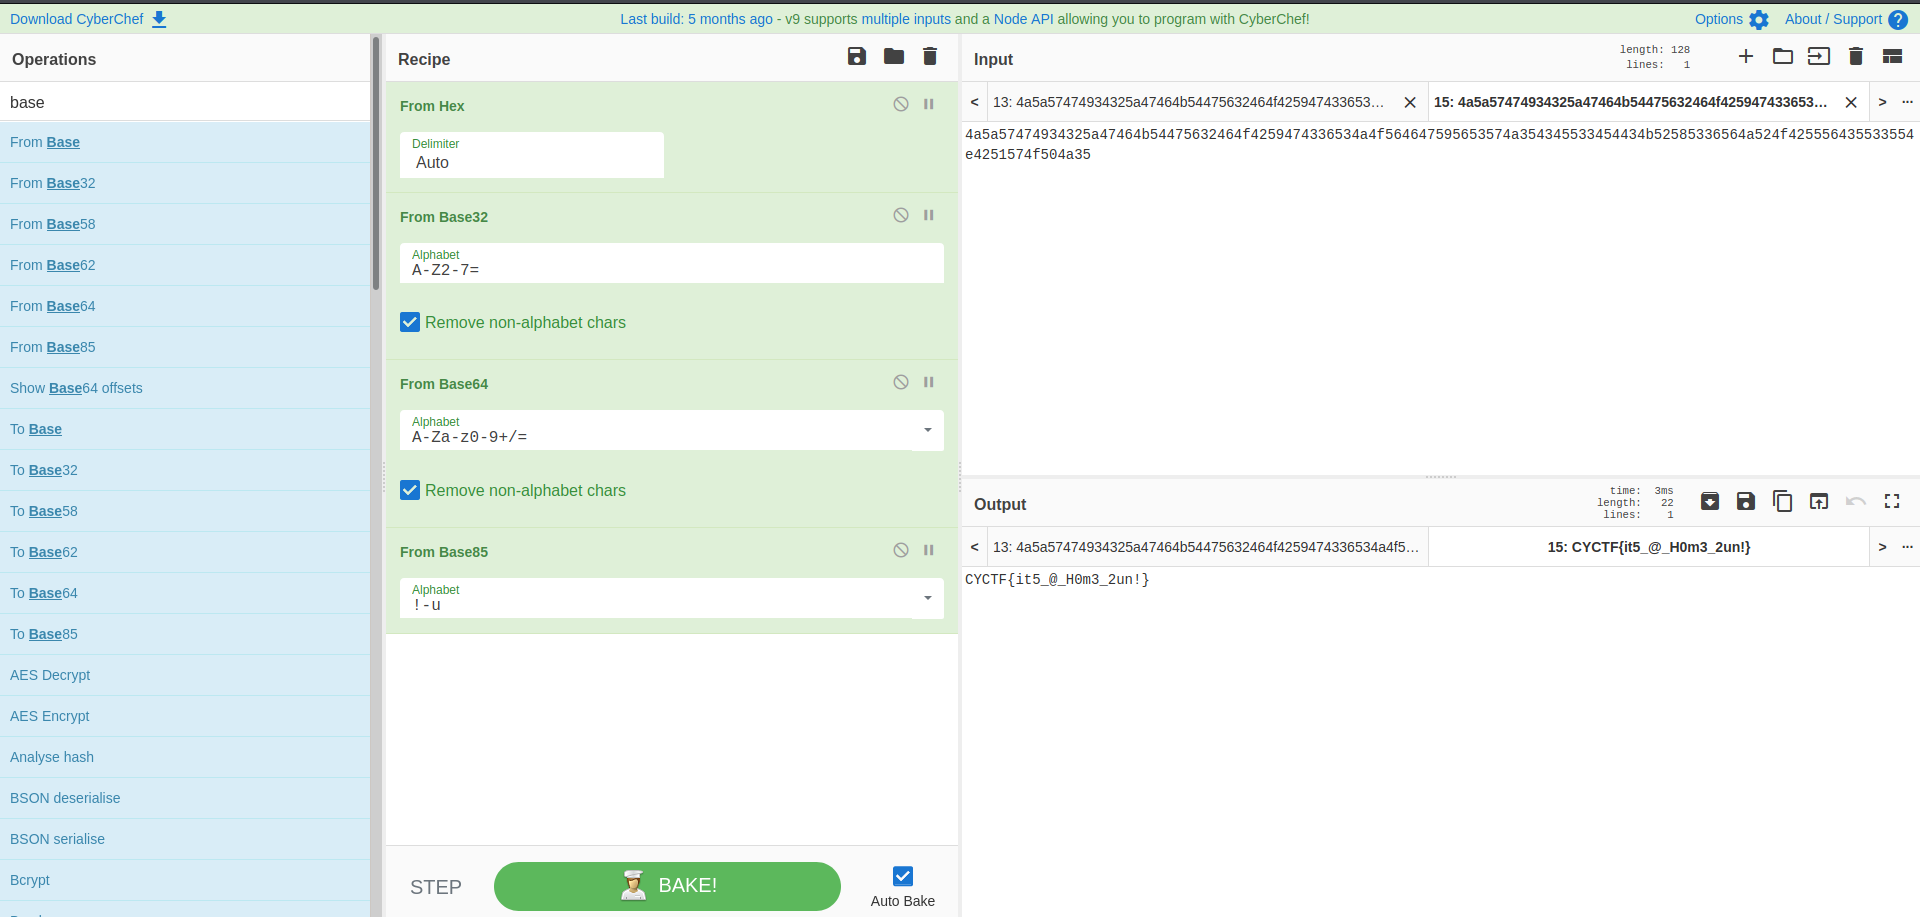 Download CyberChef
Last build: 5 months ago - v9 supports multiple inputs and a Node API allowing you to program with CyberChef!
Options
About / Support
Operations
base
From Base
From Base32
From Base58
From Base62
From Base64
From Base85
Show Base64 offsets
To Base
To Base32
To Base58
To Base62
To Base64
To Base85
AES Decrypt
AES Encrypt
Analyse hash
BSON deserialise
BSON serialise
Bcrypt
Recipe
From Hex
Delimiter
Auto
From Base32
Alphabet
A-Z2-7=
Remove non-alphabet chars
From Base64
Alphabet
A-Za-z0-9+/=
Remove non-alphabet chars
From Base85
Alphabet
!-u
STEP
BAKE!
Auto Bake
Input
length: 128
lines: 1
< 13: 4a5a57474934325a47464b54475632464f425947433653... 15: 4a5a57474934325a47464b54475632464f425947433653... > ...
4a5a57474934325a47464b54475632464f4259474336534a4f564647595653574a354345533454434b52585336564a524f425556435533554
e4251574f504a35
Output
time: 3ms
length: 22
lines: 1
< 13: 4a5a57474934325a47464b54475632464f4259474336534a4f5... 15: CYCTF{it5_@_H0m3_2un!} > ...
CYCTF{it5_@_H0m3_2un!}